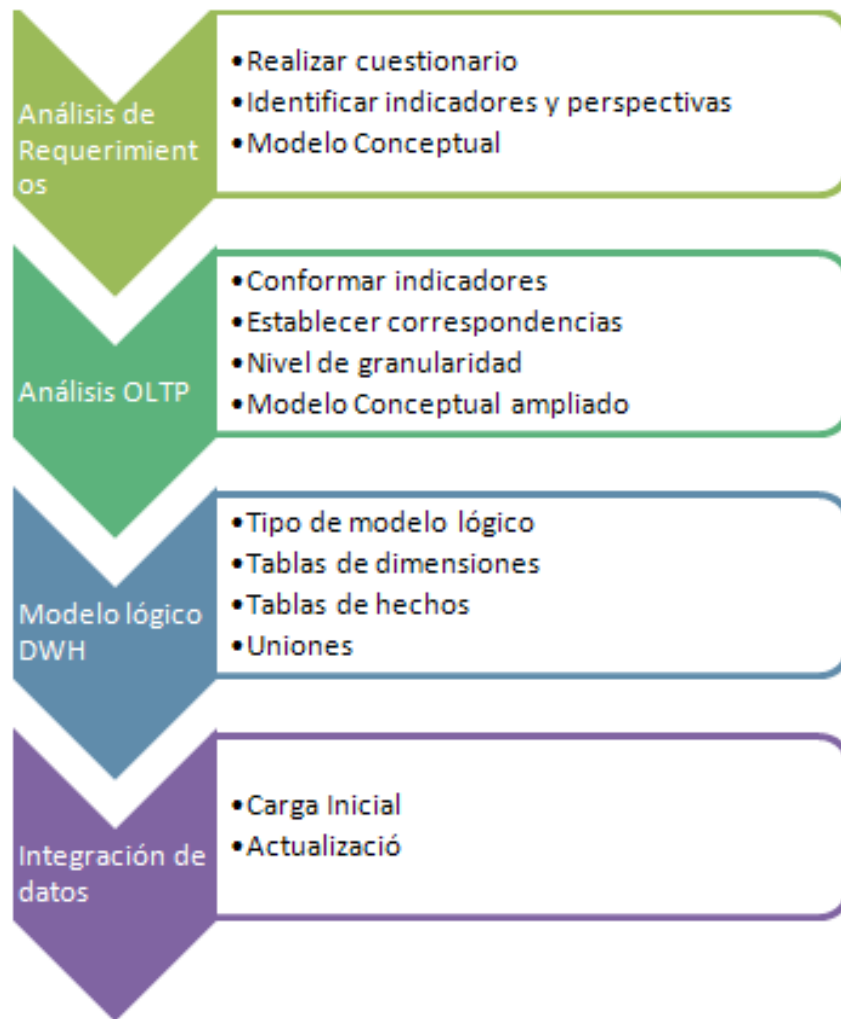 Análisis de
Requerimient
os
•Realizar cuestionario
•Identificar indicadores y perspectivas
•Modelo Conceptual
Análisis OLTP
•Conformar indicadores
•Establecer correspondencias
•Nivel de granularidad
•Modelo Conceptual ampliado
Modelo lógico
DWH
•Tipo de modelo lógico
•Tablas de dimensiones
•Tablas de hechos
•Uniones
Integración de
datos
•Carga Inicial
•Actualizació